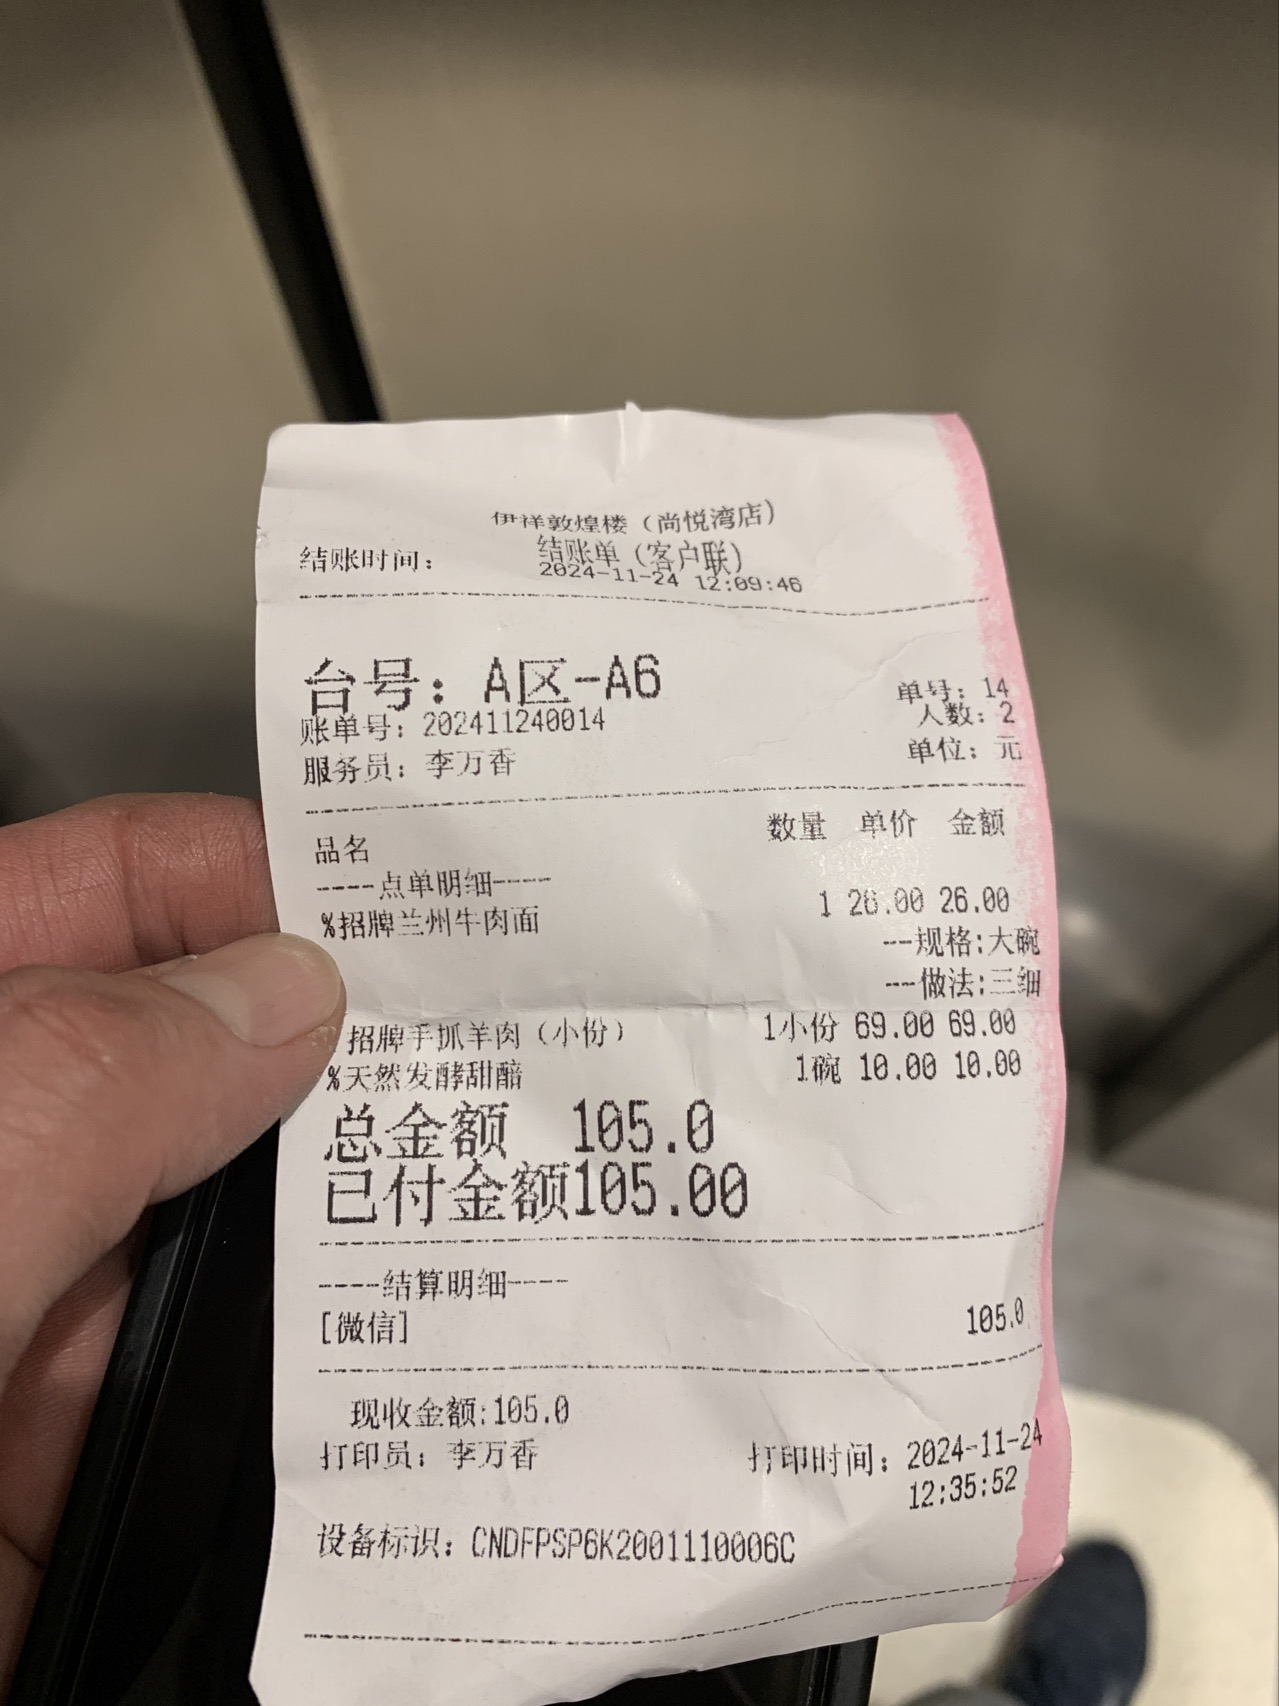 伊祥敦煌楼（尚悦湾店）
结账单（客户联）
结账时间： 2024-11-24 12:09:46
台号：A区-A6
单号：14
账单号：202411240014 人数：2
服务员：李万香 单位：元
品名 数量 单价 金额
----点单明细----
%招牌兰州牛肉面 1 26.00 26.00
--规格:大碗
--做法:三细
招牌手抓羊肉（小份） 1小份 69.00 69.00
%天然发酵甜醅 1碗 10.00 10.00
总金额 105.0
已付金额105.00
----结算明细----
[微信] 105.0
现收金额:105.0
打印员：李万香 打印时间：2024-11-24
12:35:52
设备标识：CNDFPSP6K2001110006C